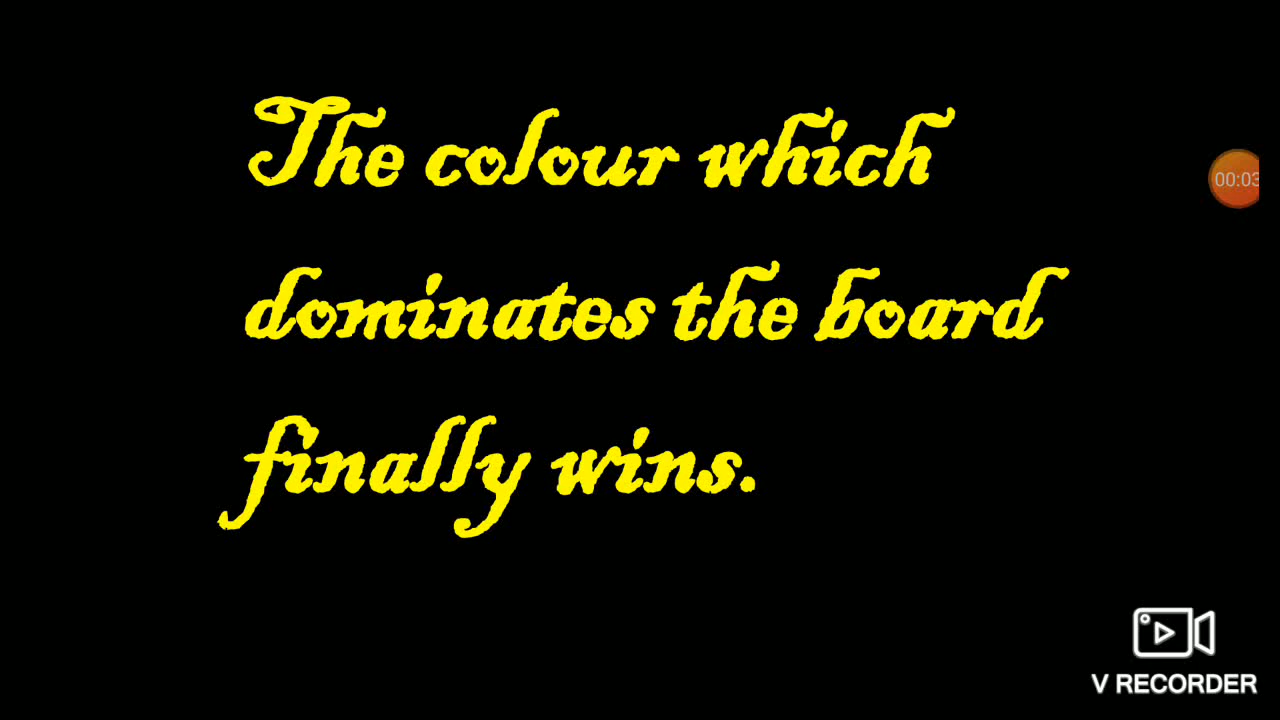 The colour which
00:03
dominates the board
finally wins.
V RECORDER